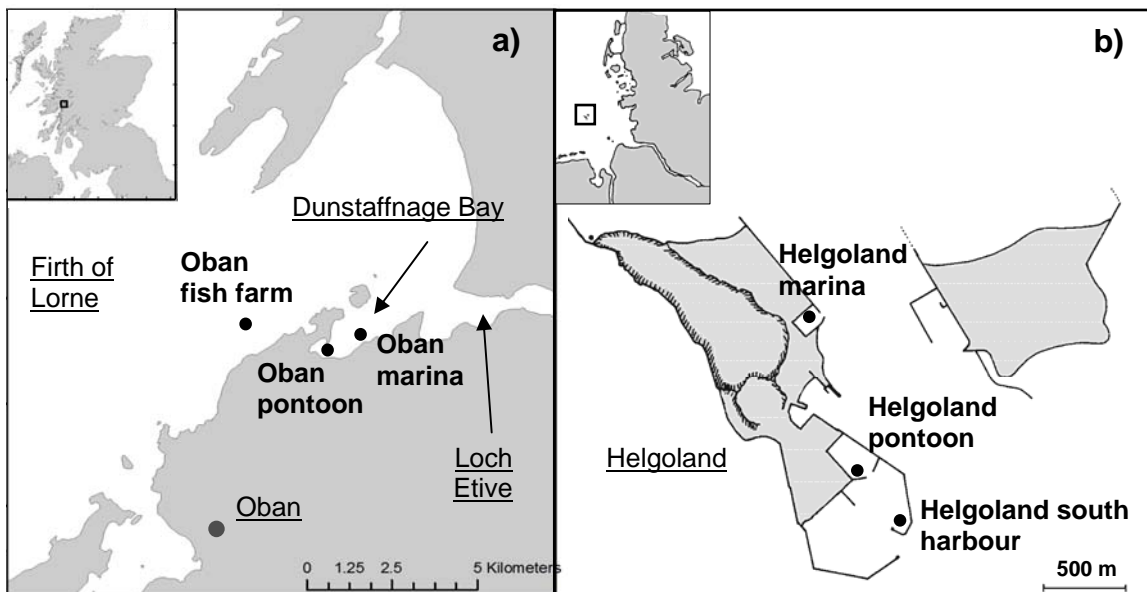 a)
Dunstaffnage Bay
Firth of
Lorne
Oban
fish farm
Oban
pontoon
Oban
marina
Loch
Etive
Oban
0 1.25 2.5 5 Kilometers
b)
Helgoland
marina
Helgoland
pontoon
Helgoland
Helgoland south
harbour
500 m